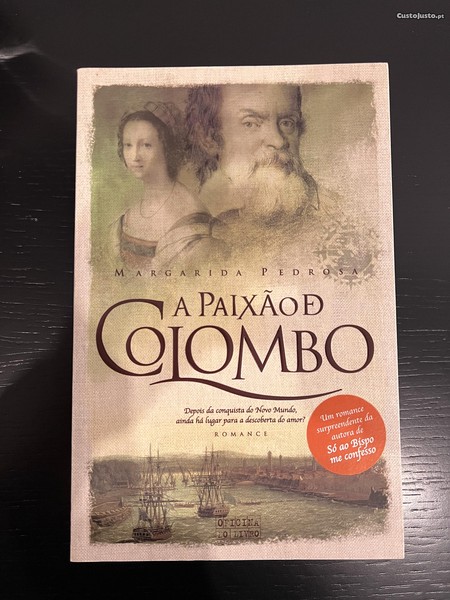 CustoJusto.pt
MARGARIDA PEDROSA
A PAIXÃO DE
COLOMBO
Depois da conquista do Novo Mundo,
ainda há lugar para a descoberta do amor?
ROMANCE
Um romance
surpreendente da
autora de
Só ao Bispo
me confesso
OFICINA
DO LIVRO